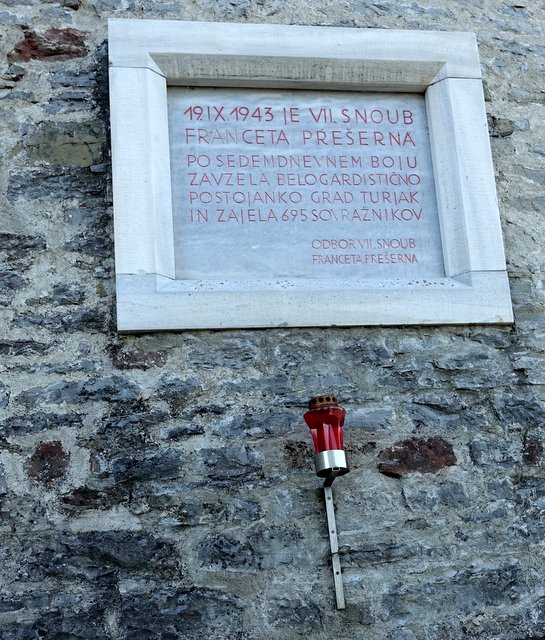 19.IX.1943 JE VII. SNOUB
FRANCETA PREŠERNA
PO SEDEMDNEVNEM BOJU
ZAVZELA BELOGARDISTIČNO
POSTOJANKO GRAD TURJAK
IN ZAJELA 695 SOVRAŽNIKOV
ODBOR VII. SNOUB
FRANCETA PREŠERNA